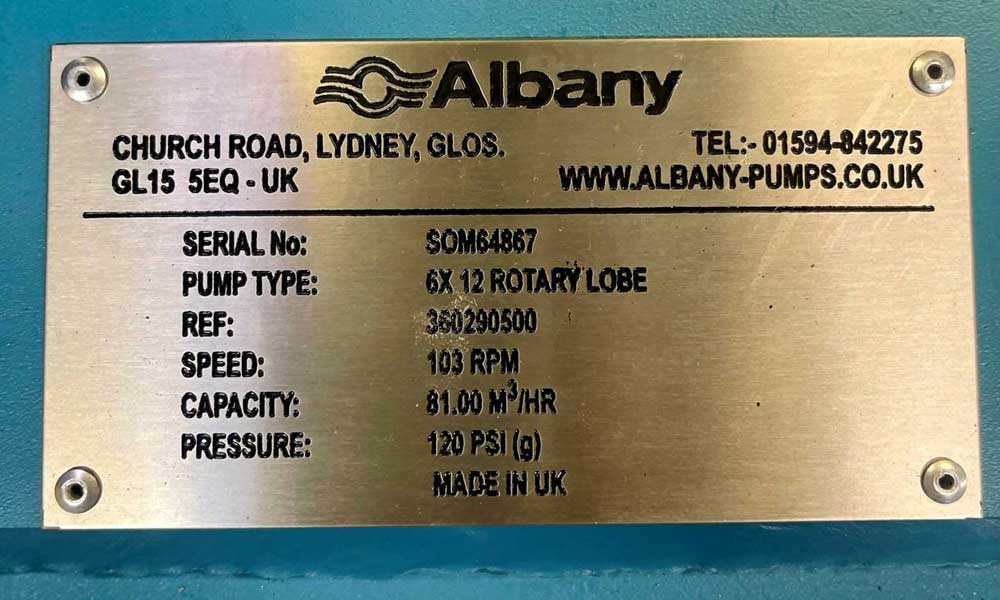 Albany
CHURCH ROAD, LYDNEY, GLOS.
GL15 5EQ - UK
TEL:- 01594-842275
WWW.ALBANY-PUMPS.CO.UK
SERIAL No: SOM64867
PUMP TYPE: 6X 12 ROTARY LOBE
REF: 360290500
SPEED: 103 RPM
CAPACITY: 81.00 M³/HR
PRESSURE: 120 PSI (g)
MADE IN UK